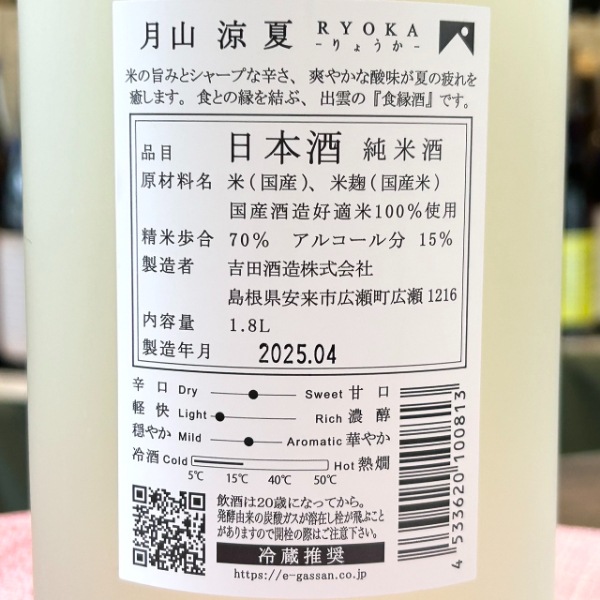 月山 涼夏 RYOKA
-りょうか-
米の旨みとシャープな辛さ、爽やかな酸味が夏の疲れを
癒します。食との縁を結ぶ、出雲の『食縁酒』です。
品目 日本酒 純米酒
原材料名 米(国産)、米麹(国産米)
国産酒造好適米100%使用
精米歩合 70% アルコール分 15%
製造者 吉田酒造株式会社
島根県安来市広瀬町広瀬 1216
内容量 1.8L
製造年月 2025.04
辛口 Dry Sweet 甘口
軽快 Light Rich 濃醇
穏やか Mild Aromatic 華やか
冷酒 Cold Hot 熱燗
5℃ 15℃ 40℃ 50℃
飲酒は20歳になってから。
発酵由来の炭酸ガスが溶存し栓が飛ぶこと
がありますので開栓の際はご注意下さい。
冷蔵推奨
https://e-gassan.co.jp
4 533620 100813